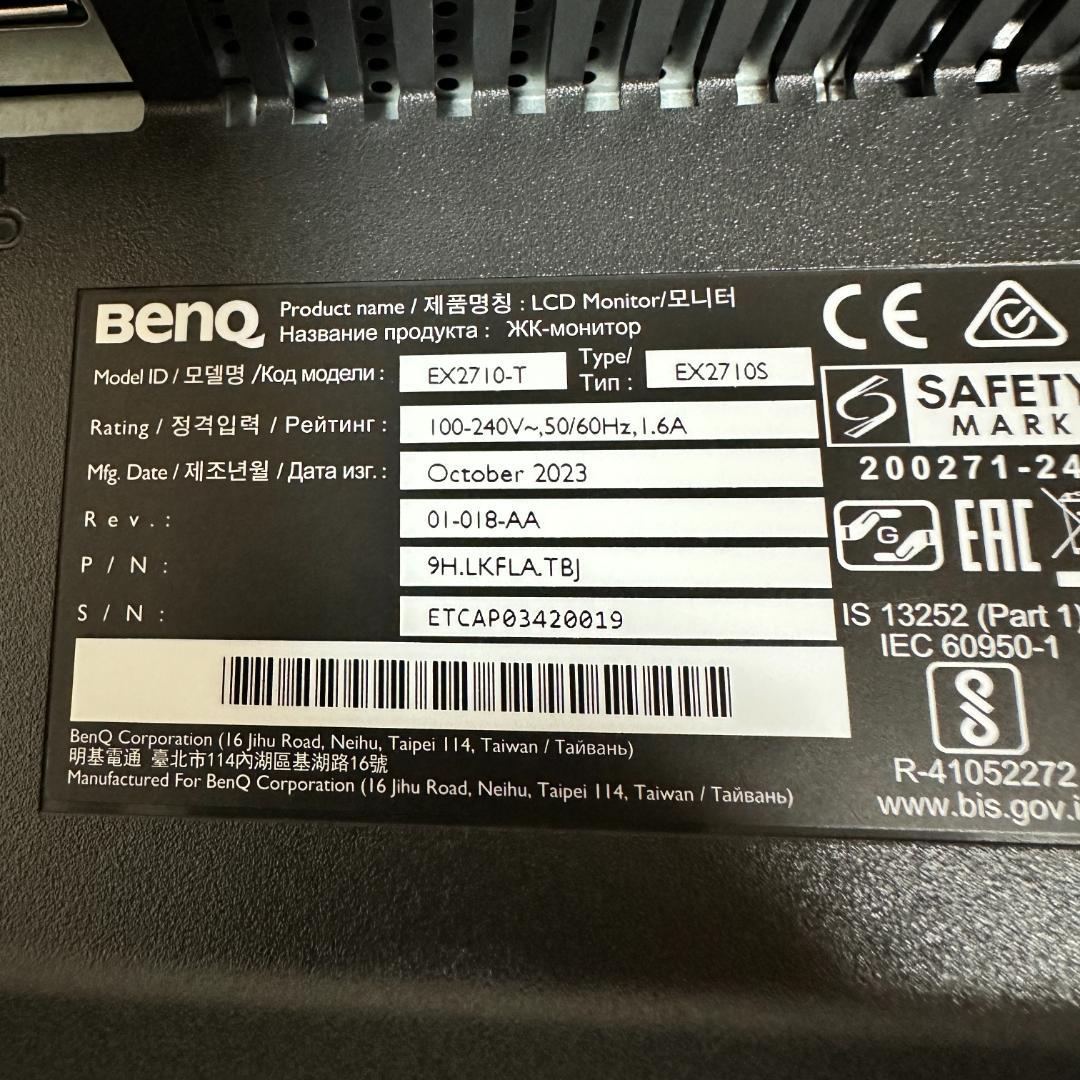 BenQ
Product name / 제품명칭 : LCD Monitor/모니터
Название продукта : ЖК-монитор
Model ID / 모델명 /Код модели : EX2710-T Type/ Тип : EX2710S
Rating / 정격입력 / Рейтинг : 100-240V~,50/60Hz,1.6A
Mfg. Date / 제조년월 / Дата изг. : October 2023
Rev. : 01-018-AA
P/N : 9H.LKFLA.TBJ
S/N : ETCAP03420019
BenQ Corporation (16 Jihu Road, Neihu, Taipei 114, Taiwan / Тайвань)
明基電通 臺北市114內湖區基湖路16號
Manufactured For BenQ Corporation (16 Jihu Road, Neihu, Taipei 114, Taiwan / Тайвань)
CE
SAFETY
MARK
200271-24
G
EAC
IS 13252 (Part 1)
IEC 60950-1
R-41052272
www.bis.gov.i